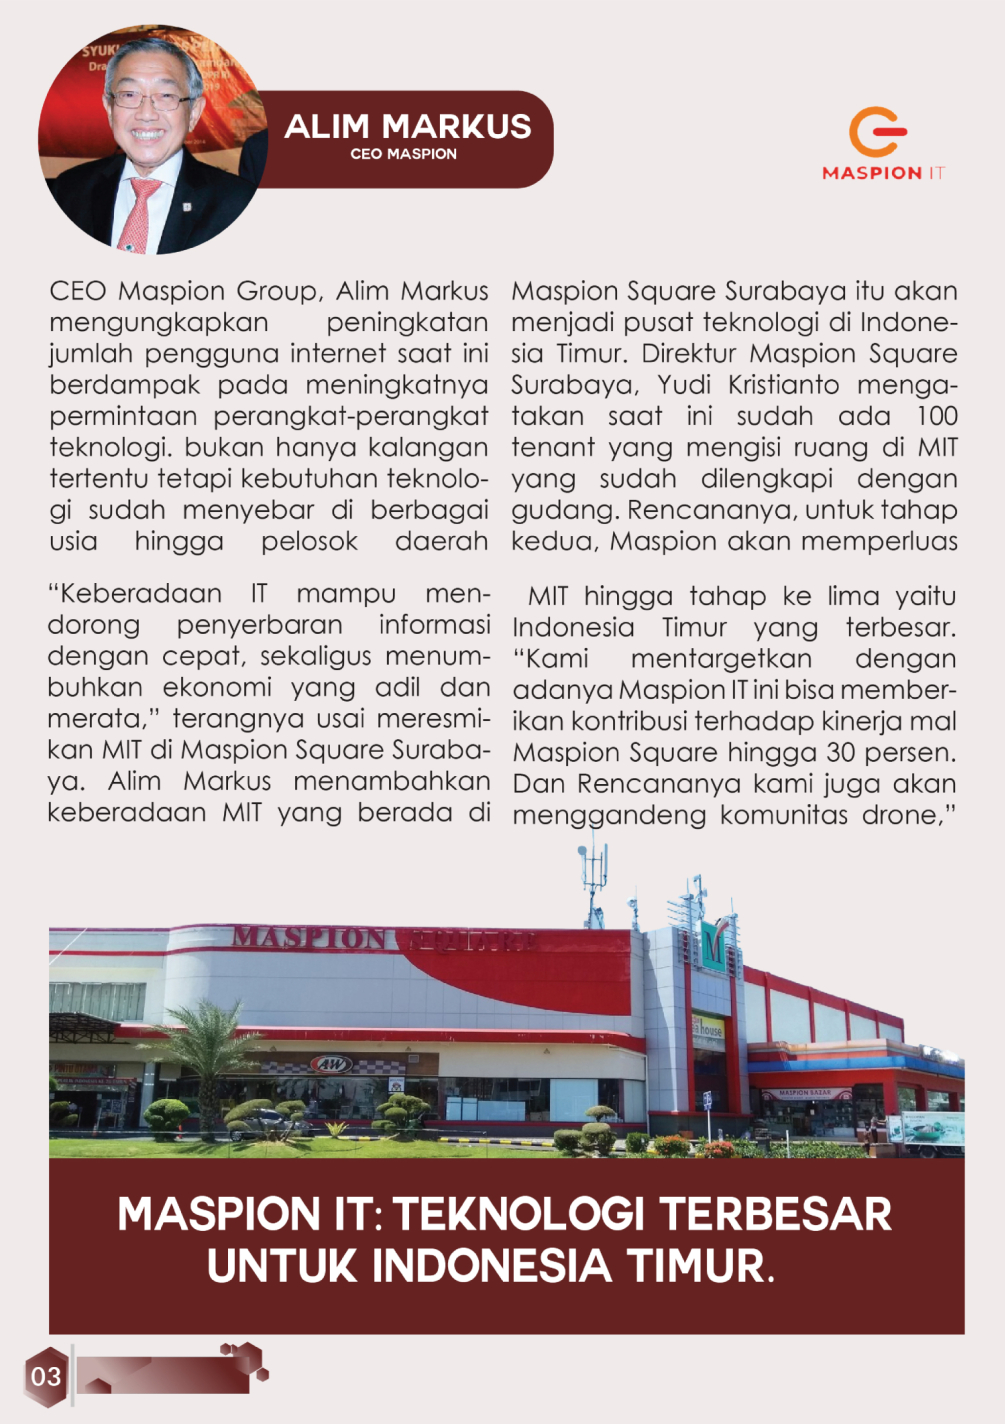 SYUK
ALIM MARKUS
CEO MASPION
MASPION IT
CEO Maspion Group, Alim Markus
mengungkapkan peningkatan
jumlah pengguna internet saat ini
berdampak pada meningkatnya
permintaan perangkat-perangkat
teknologi. bukan hanya kalangan
tertentu tetapi kebutuhan teknolo-
gi sudah menyebar di berbagai
usia hingga pelosok daerah
“Keberadaan IT mampu men-
dorong penyerbaran informasi
dengan cepat, sekaligus menum-
buhkan ekonomi yang adil dan
merata,” terangnya usai meresmi-
kan MIT di Maspion Square Suraba-
ya. Alim Markus menambahkan
keberadaan MIT yang berada di
Maspion Square Surabaya itu akan
menjadi pusat teknologi di Indone-
sia Timur. Direktur Maspion Square
Surabaya, Yudi Kristianto menga-
takan saat ini sudah ada 100
tenant yang mengisi ruang di MIT
yang sudah dilengkapi dengan
gudang. Rencananya, untuk tahap
kedua, Maspion akan memperluas
MIT hingga tahap ke lima yaitu
Indonesia Timur yang terbesar.
“Kami mentargetkan dengan
adanya Maspion IT ini bisa member-
ikan kontribusi terhadap kinerja mal
Maspion Square hingga 30 persen.
Dan Rencananya kami juga akan
menggandeng komunitas drone,”
MASPION SQUARE
M
house
A&W
MASPION BAZAR
MASPION IT: TEKNOLOGI TERBESAR
UNTUK INDONESIA TIMUR.
03